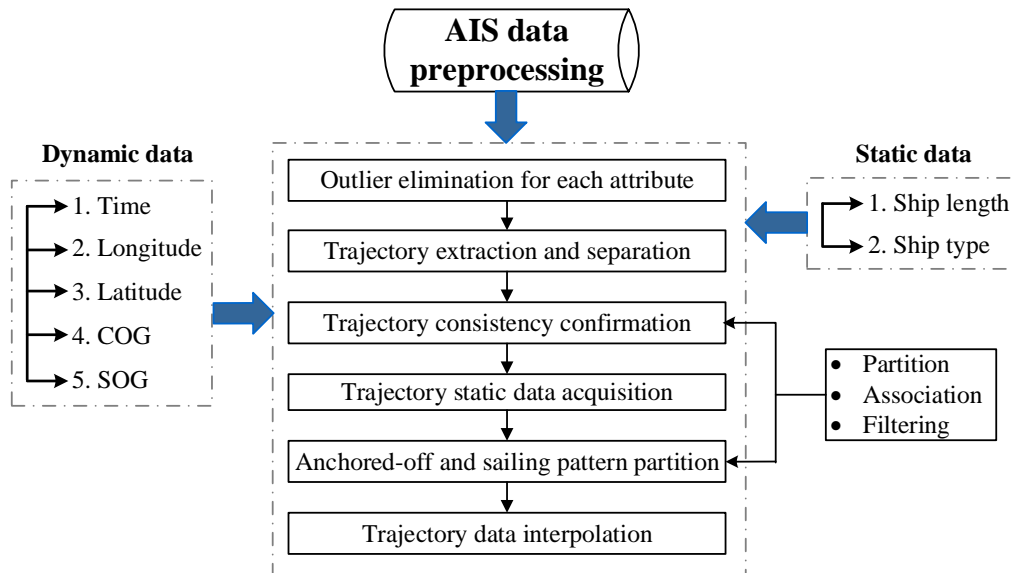 AIS data
preprocessing
Dynamic data
1. Time
2. Longitude
3. Latitude
4. COG
5. SOG
Outlier elimination for each attribute
Trajectory extraction and separation
Trajectory consistency confirmation
Trajectory static data acquisition
Anchored-off and sailing pattern partition
Trajectory data interpolation
Static data
1. Ship length
2. Ship type
• Partition
• Association
• Filtering